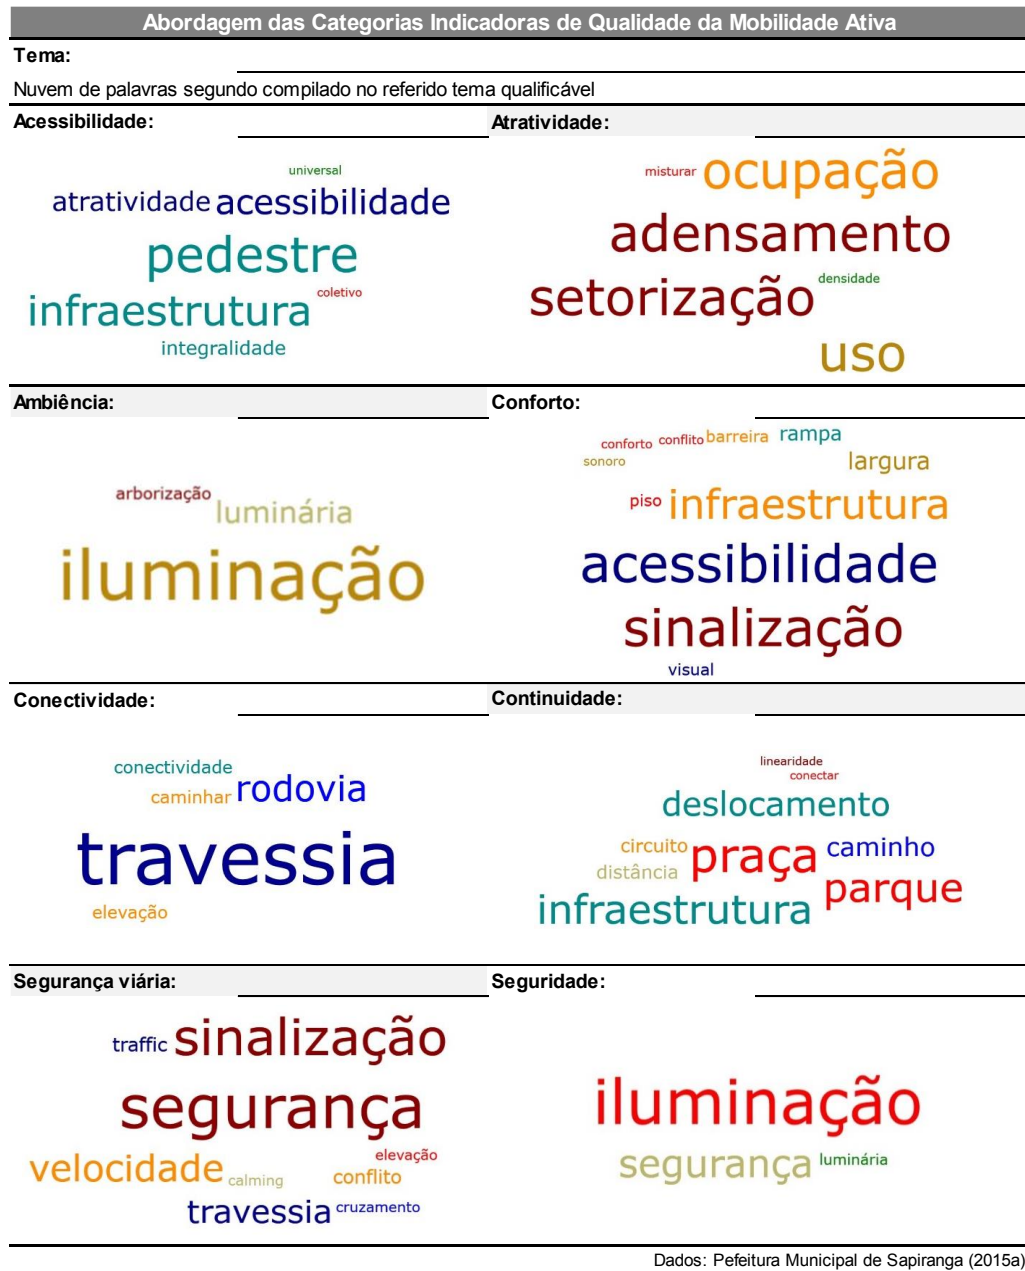 Abordagem das Categorias Indicadoras de Qualidade da Mobilidade Ativa
Tema:
Nuvem de palavras segundo compilado no referido tema qualificável
Acessibilidade:
universal
atratividade acessibilidade
pedestre
infraestrutura coletivo
integralidade
Atratividade:
misturar ocupação
adensamento
setorização densidade
uso
Ambiência:
arborização luminária
iluminação
Conforto:
conforto conflito barreira rampa
sonoro largura
piso infraestrutura
acessibilidade
sinalização
visual
Conectividade:
conectividade
caminhar rodovia
travessia
elevação
Continuidade:
linearidade
conectar
deslocamento
circuito praça caminho
distância parque
infraestrutura
Segurança viária:
traffic sinalização
segurança
elevação
velocidade calming conflito
travessia cruzamento
Seguridade:
iluminação
segurança luminária
Dados: Pefeitura Municipal de Sapiranga (2015a)